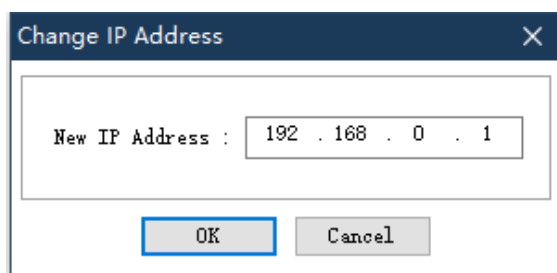 Change IP Address
New IP Address : 192 . 168 . 0 . 1
OK Cancel